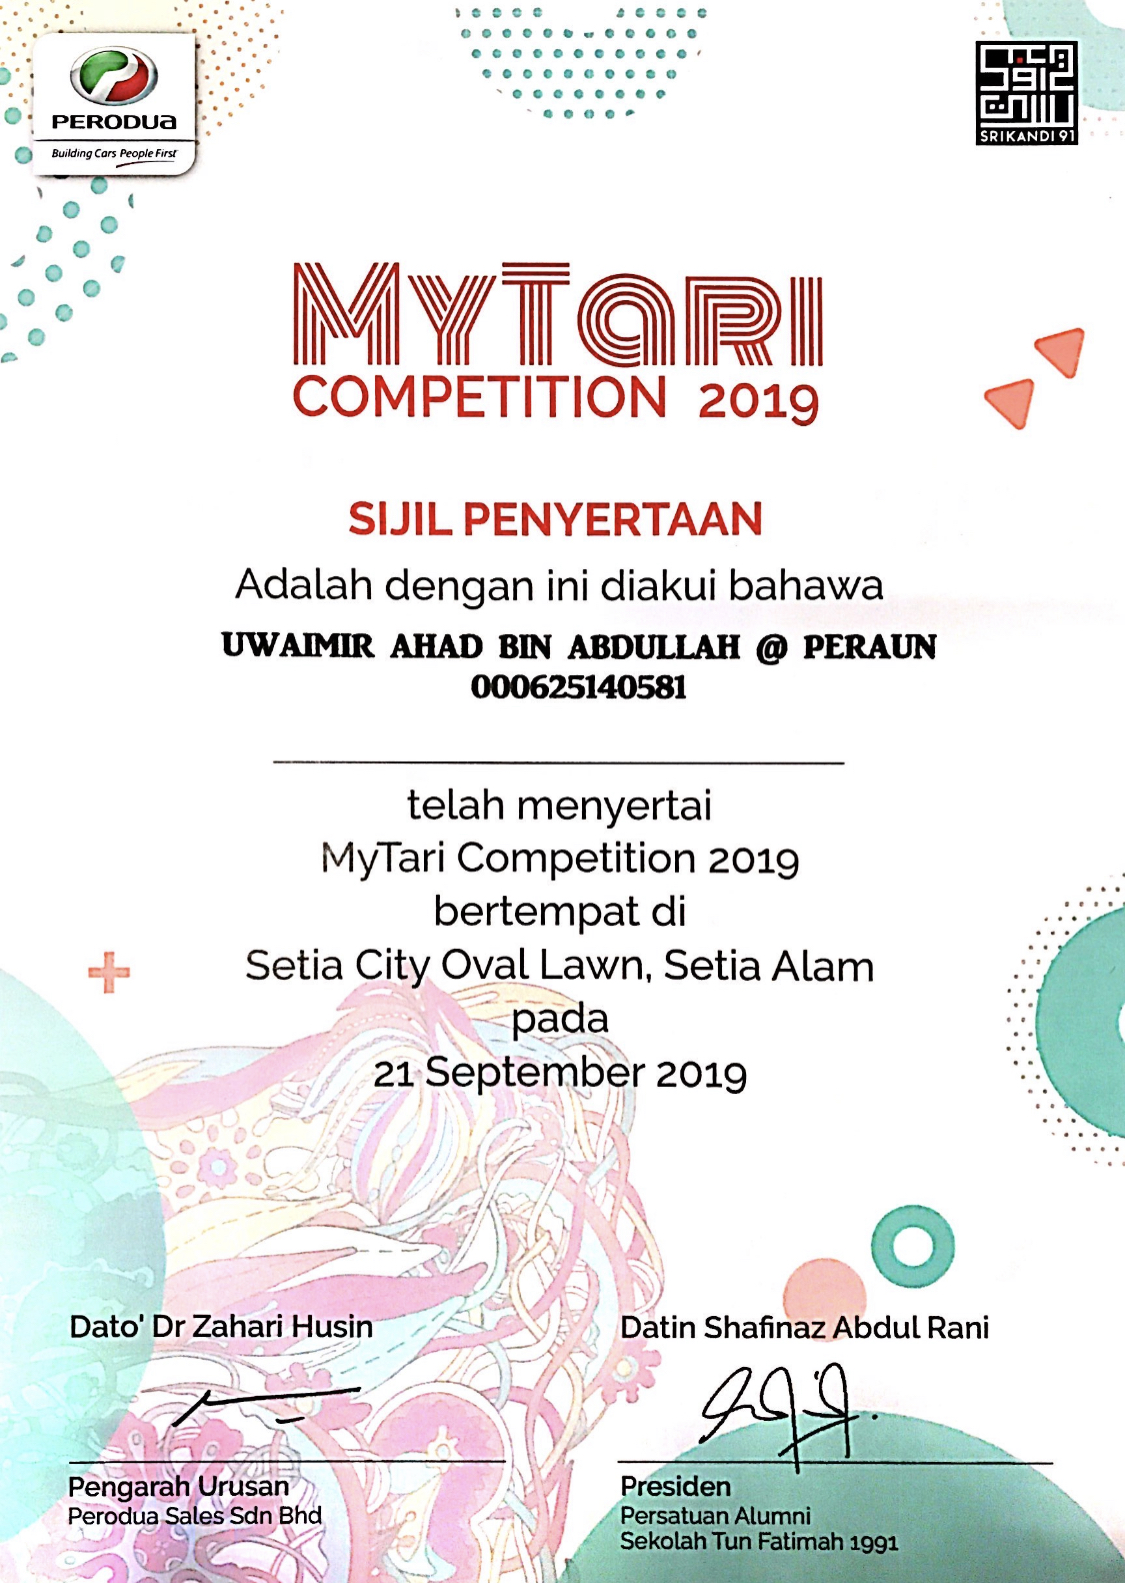 PERODUA
Building Cars People First
SRIKANDI 91
MyTaRI
COMPETITION 2019
SIJIL PENYERTAAN
Adalah dengan ini diakui bahawa
UWAIMIR AHAD BIN ABDULLAH @ PERAUN
000625140581
telah menyertai
MyTari Competition 2019
bertempat di
Setia City Oval Lawn, Setia Alam
pada
21 September 2019
Dato' Dr Zahari Husin
Pengarah Urusan
Perodua Sales Sdn Bhd
Datin Shafinaz Abdul Rani
Presiden
Persatuan Alumni
Sekolah Tun Fatimah 1991